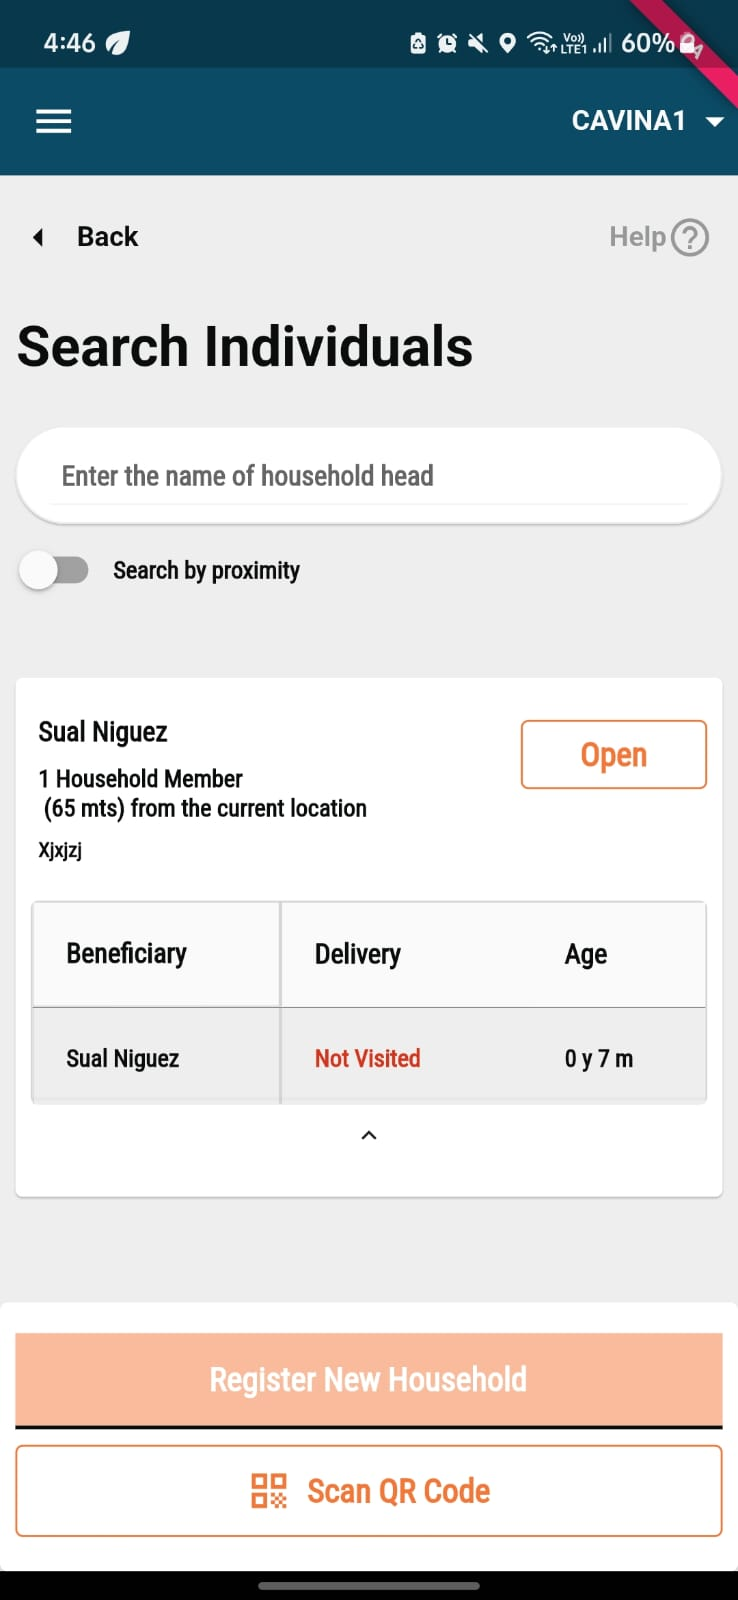 4:46
Vo))
LTE1
60%
CAVINA1
Back
Help
Search Individuals
Enter the name of household head
Search by proximity
Sual Niguez
Open
1 Household Member
(65 mts) from the current location
Xjxjzj
Beneficiary Delivery Age
Sual Niguez Not Visited 0 y 7 m
Register New Household
Scan QR Code